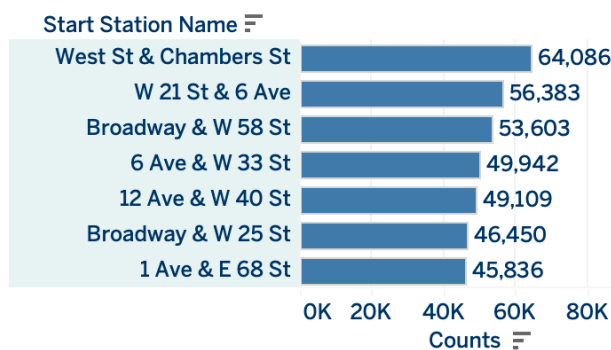 Start Station Name
West St & Chambers St 64,086
W 21 St & 6 Ave 56,383
Broadway & W 58 St 53,603
6 Ave & W 33 St 49,942
12 Ave & W 40 St 49,109
Broadway & W 25 St 46,450
1 Ave & E 68 St 45,836
0K 20K 40K 60K 80K
Counts